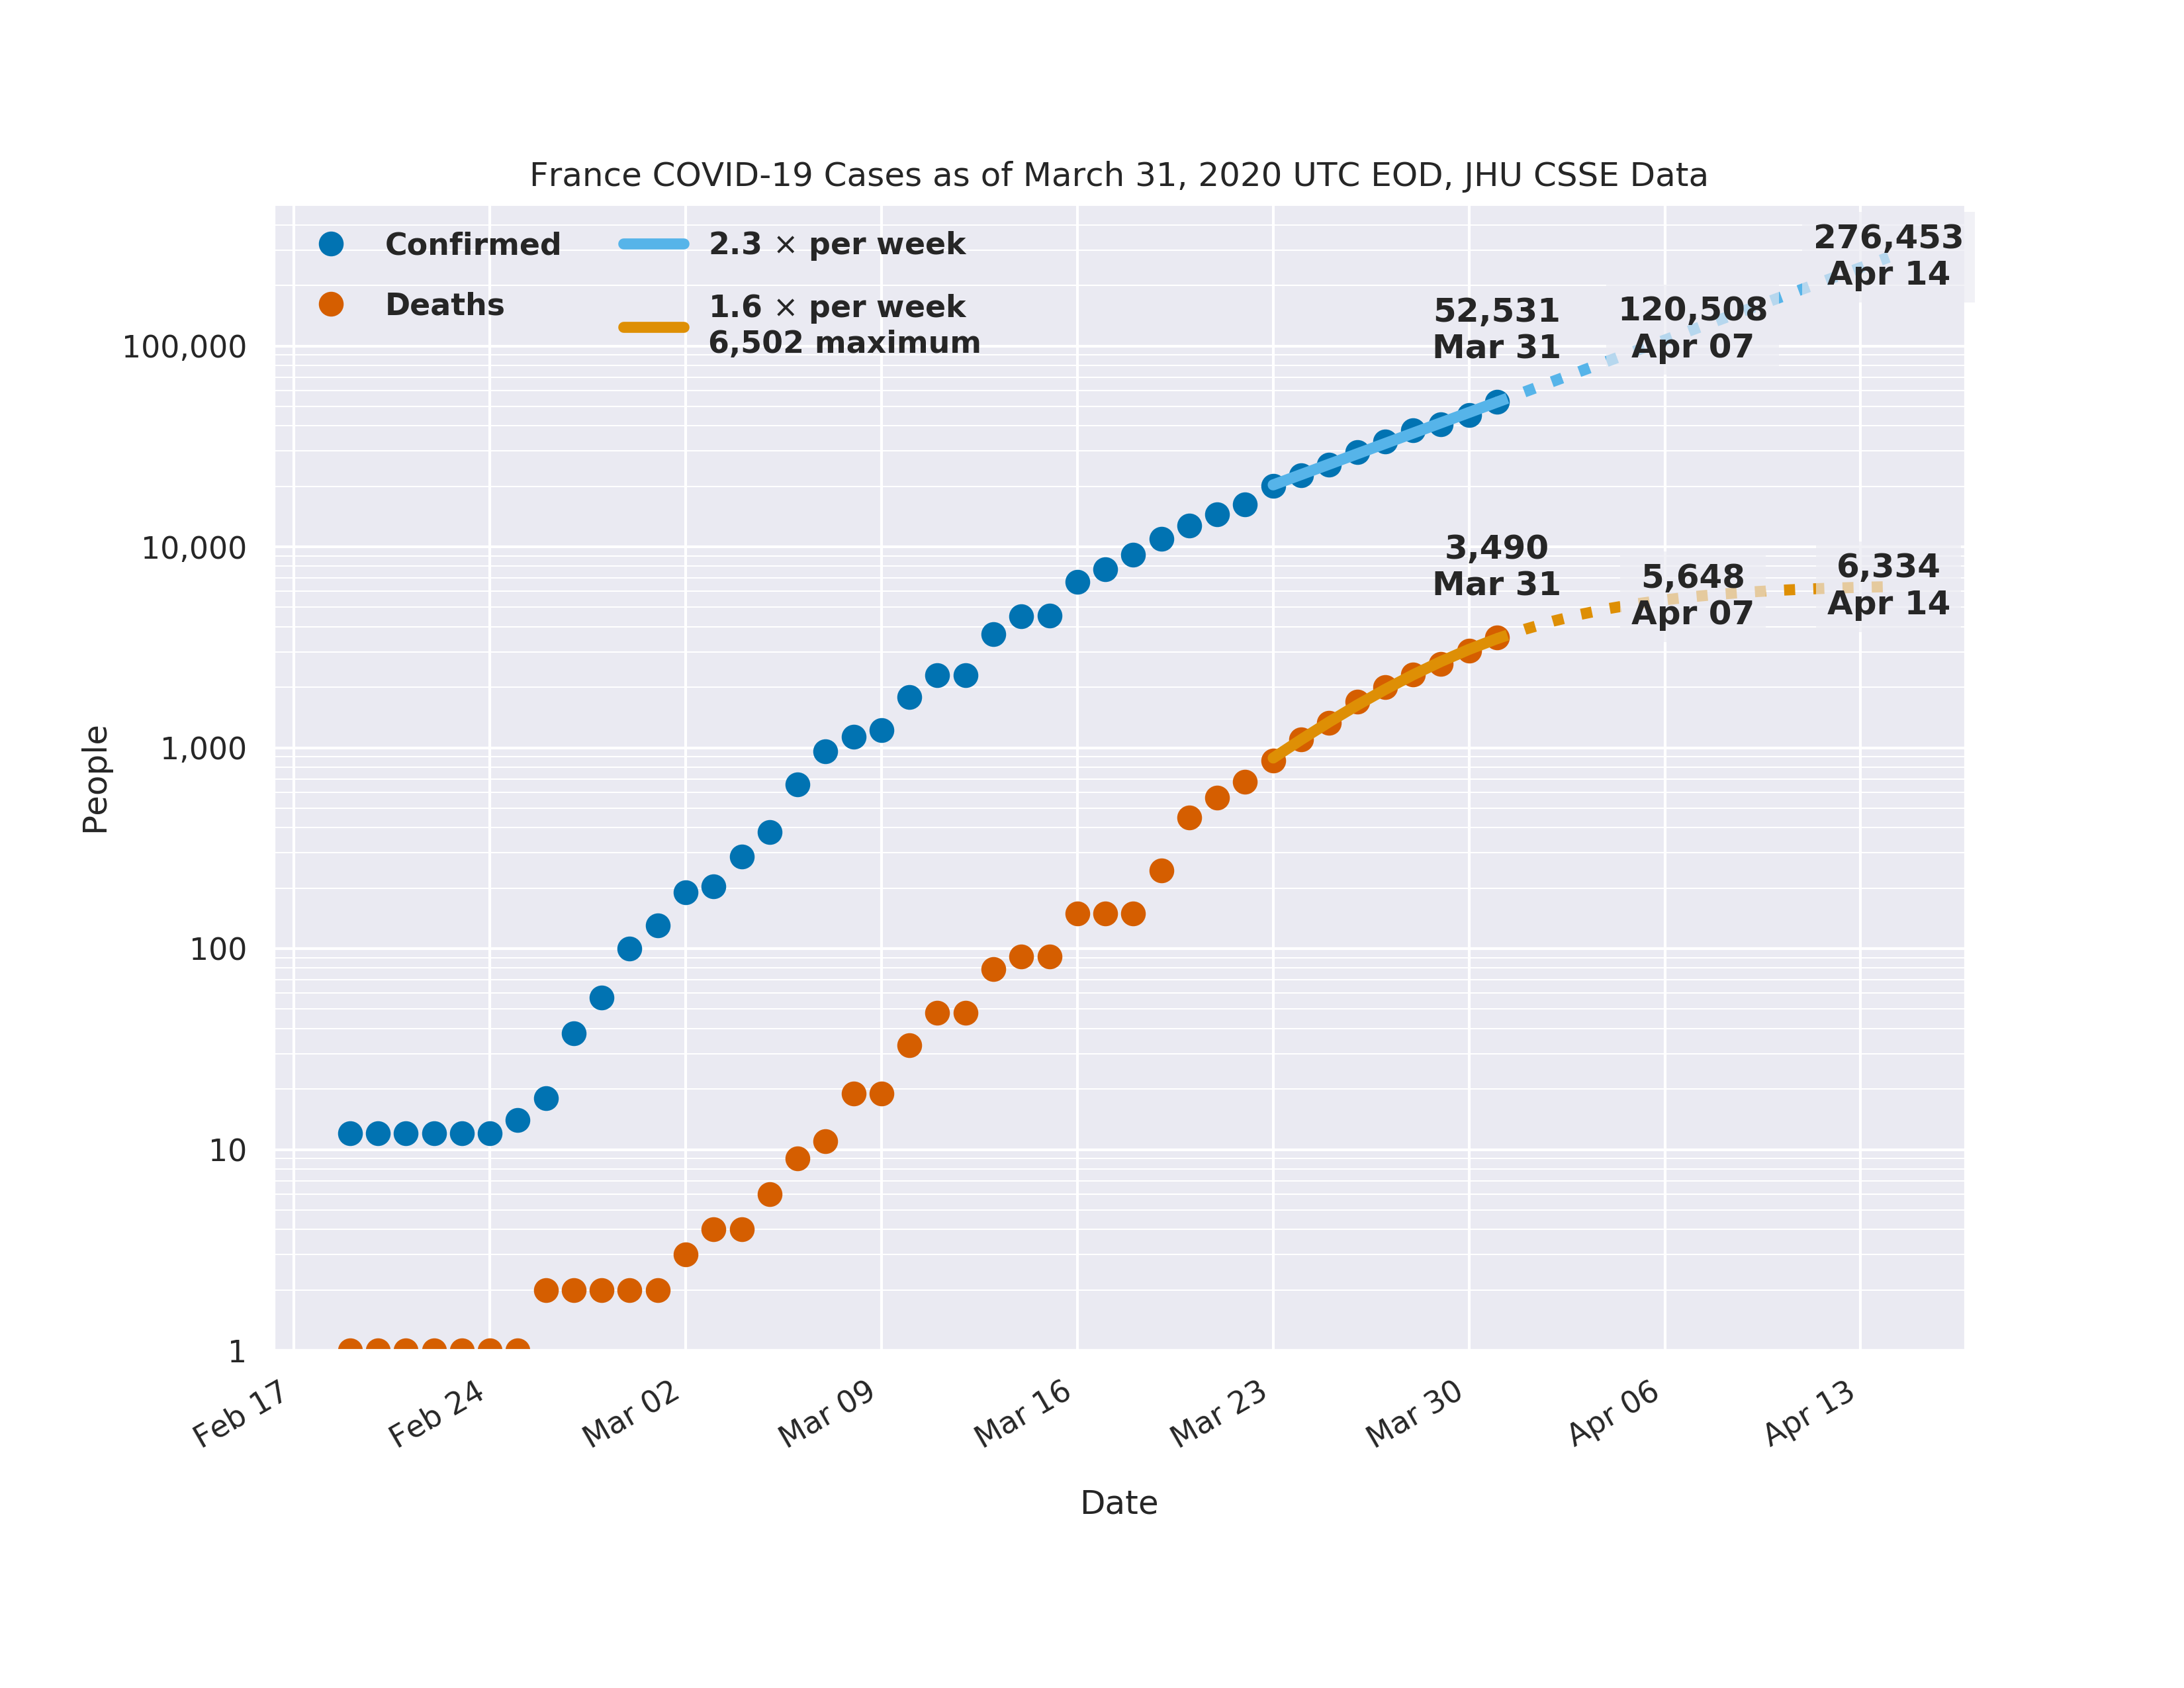 France COVID-19 Cases as of March 31, 2020 UTC EOD, JHU CSSE Data
Confirmed
Deaths
2.3 × per week
1.6 × per week
6,502 maximum
52,531
Mar 31
120,508
Apr 07
276,453
Apr 14
3,490
Mar 31
5,648
Apr 07
6,334
Apr 14
People
100,000
10,000
1,000
100
10
1
Feb 17
Feb 24
Mar 02
Mar 09
Mar 16
Mar 23
Mar 30
Apr 06
Apr 13
Date